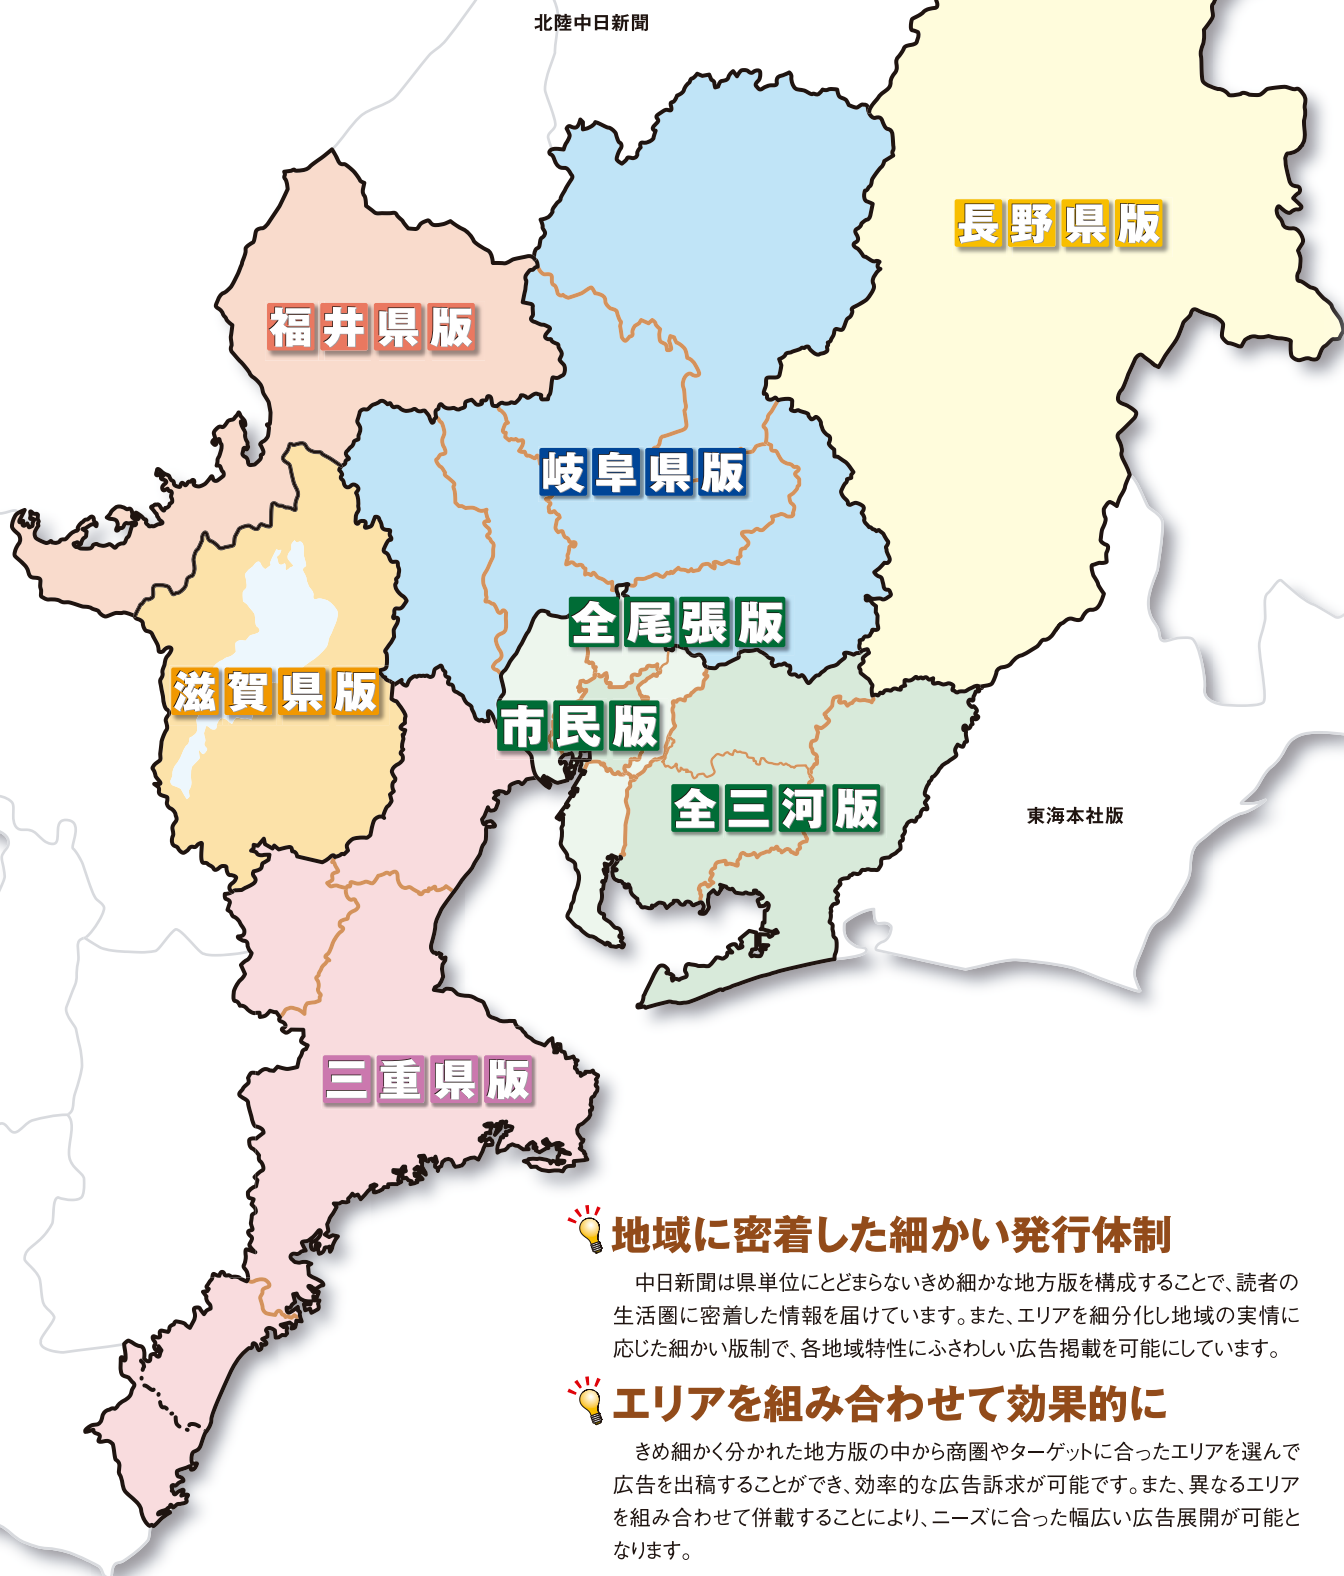 北陸中日新聞
長野県版
福井県版
岐阜県版
全尾張版
滋賀県版
市民版
全三河版
東海本社版
三重県版
地域に密着した細かい発行体制
中日新聞は県単位にとどまらないきめ細かな地方版を構成することで、読者の
生活圏に密着した情報を届けています。また、エリアを細分化し地域の実情に
応じた細かい版制で、各地域特性にふさわしい広告掲載を可能にしています。
エリアを組み合わせて効果的に
きめ細かく分かれた地方版の中から商圏やターゲットに合ったエリアを選んで
広告を出稿することができ、効率的な広告訴求が可能です。また、異なるエリア
を組み合わせて併載することにより、ニーズに合った幅広い広告展開が可能と
なります。